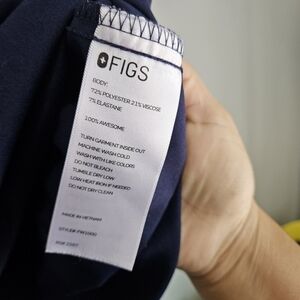 FIGS
BODY:
72% POLYESTER 21% VISCOSE
7% ELASTANE
100% AWESOME
TURN GARMENT INSIDE OUT
MACHINE WASH COLD
WASH WITH LIKE COLORS
DO NOT BLEACH
TUMBLE DRY LOW
LOW HEAT IRON IF NEEDED
DO NOT DRY CLEAN
MADE IN VIETNAM
STYLE# FW1000